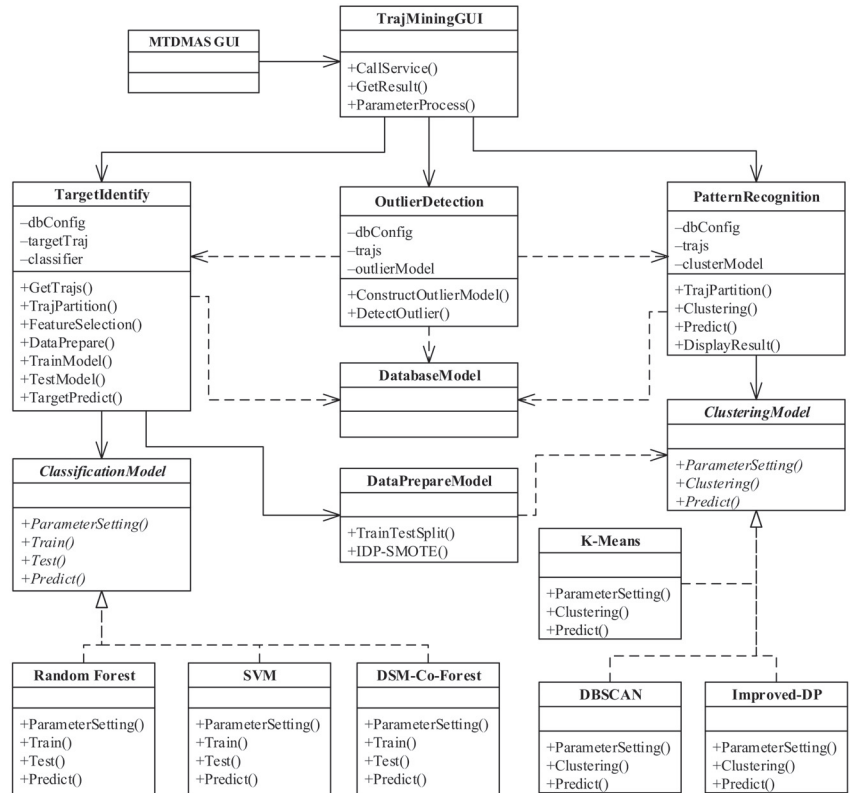 TrajMiningGUI
+CallService()
+GetResult()
+ParameterProcess()
MTDMAS GUI
TargetIdentify
–dbConfig
–targetTraj
–classifier
+GetTrajs()
+TrajPartition()
+FeatureSelection()
+DataPrepare()
+TrainModel()
+TestModel()
+TargetPredict()
OutlierDetection
–dbConfig
–trajs
–outlierModel
+ConstructOutlierModel()
+DetectOutlier()
PatternRecognition
–dbConfig
–trajs
–clusterModel
+TrajPartition()
+Clustering()
+Predict()
+DisplayResult()
DatabaseModel
ClusteringModel
+ParameterSetting()
+Clustering()
+Predict()
ClassificationModel
+ParameterSetting()
+Train()
+Test()
+Predict()
DataPrepareModel
+TrainTestSplit()
+IDP-SMOTE()
K-Means
+ParameterSetting()
+Clustering()
+Predict()
Random Forest
+ParameterSetting()
+Train()
+Test()
+Predict()
SVM
+ParameterSetting()
+Train()
+Test()
+Predict()
DSM-Co-Forest
+ParameterSetting()
+Train()
+Test()
+Predict()
DBSCAN
+ParameterSetting()
+Clustering()
+Predict()
Improved-DP
+ParameterSetting()
+Clustering()
+Predict()